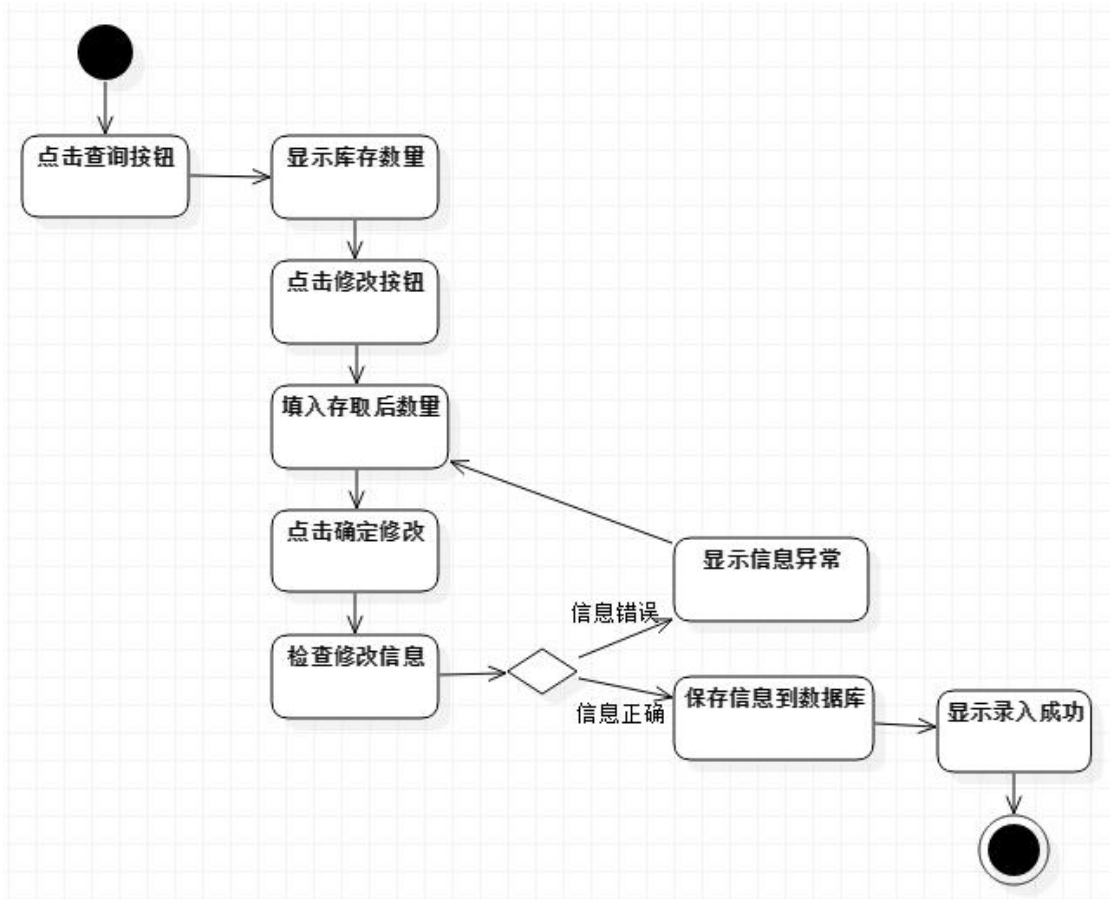 点击查询按钮
显示库存数量
点击修改按钮
填入存取后数量
点击确定修改
显示信息异常
信息错误
检查修改信息
信息正确
保存信息到数据库
显示录入成功